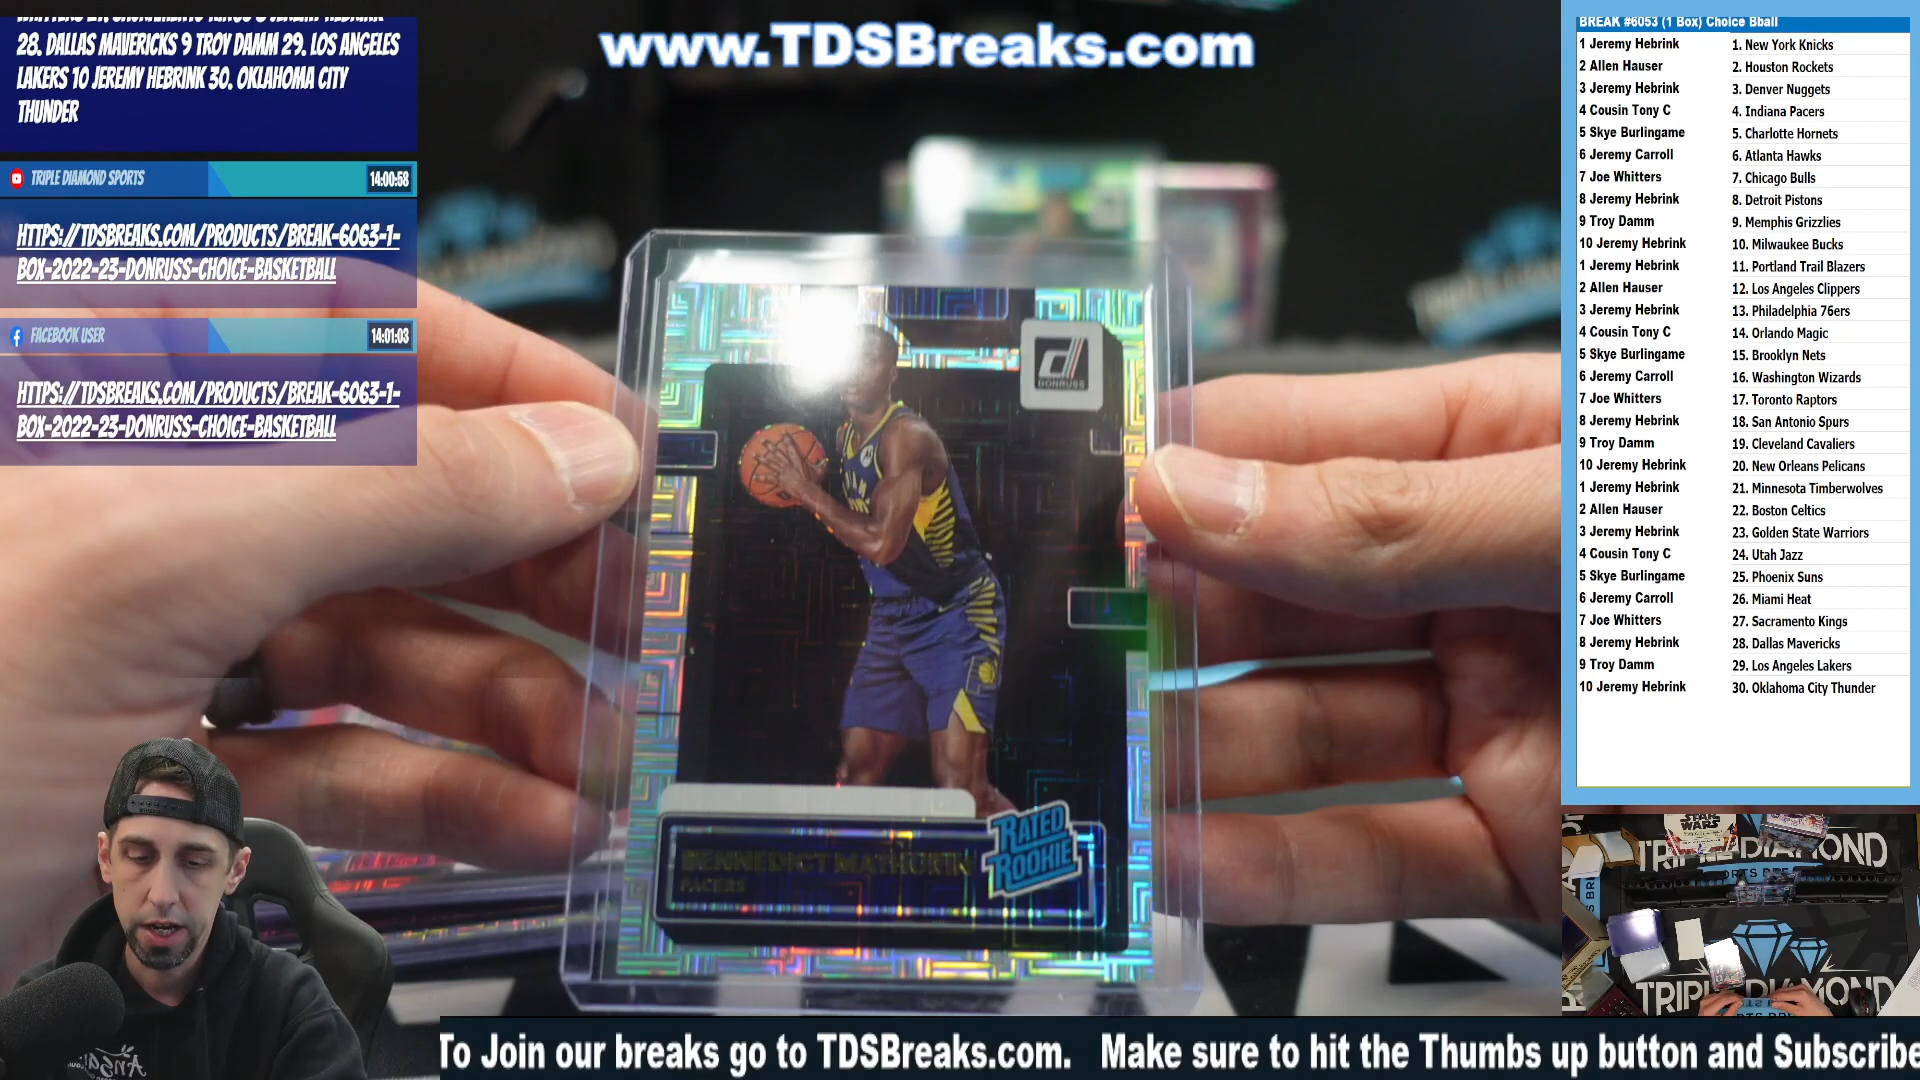 28. DALLAS MAVERICKS 9 TROY DAMM 29. LOS ANGELES
LAKERS 10 JEREMY HEBRINK 30. OKLAHOMA CITY
THUNDER
TRIPLE DIAMOND SPORTS
14:00:58
HTTPS://TDSBREAKS.COM/PRODUCTS/BREAK-6063-1-
BOX-2022-23-DONRUSS-CHOICE-BASKETBALL
FACEBOOK USER
14:01:03
HTTPS://TDSBREAKS.COM/PRODUCTS/BREAK-6063-1-
BOX-2022-23-DONRUSS-CHOICE-BASKETBALL
www.TDSBreaks.com
DONRUSS
BENNEDICT MATHURIN
PACERS
RATED
ROOKIE
BREAK #6053 (1 Box) Choice Bball
1 Jeremy Hebrink 1. New York Knicks
2 Allen Hauser 2. Houston Rockets
3 Jeremy Hebrink 3. Denver Nuggets
4 Cousin Tony C 4. Indiana Pacers
5 Skye Burlingame 5. Charlotte Hornets
6 Jeremy Carroll 6. Atlanta Hawks
7 Joe Whitters 7. Chicago Bulls
8 Jeremy Hebrink 8. Detroit Pistons
9 Troy Damm 9. Memphis Grizzlies
10 Jeremy Hebrink 10. Milwaukee Bucks
1 Jeremy Hebrink 11. Portland Trail Blazers
2 Allen Hauser 12. Los Angeles Clippers
3 Jeremy Hebrink 13. Philadelphia 76ers
4 Cousin Tony C 14. Orlando Magic
5 Skye Burlingame 15. Brooklyn Nets
6 Jeremy Carroll 16. Washington Wizards
7 Joe Whitters 17. Toronto Raptors
8 Jeremy Hebrink 18. San Antonio Spurs
9 Troy Damm 19. Cleveland Cavaliers
10 Jeremy Hebrink 20. New Orleans Pelicans
1 Jeremy Hebrink 21. Minnesota Timberwolves
2 Allen Hauser 22. Boston Celtics
3 Jeremy Hebrink 23. Golden State Warriors
4 Cousin Tony C 24. Utah Jazz
5 Skye Burlingame 25. Phoenix Suns
6 Jeremy Carroll 26. Miami Heat
7 Joe Whitters 27. Sacramento Kings
8 Jeremy Hebrink 28. Dallas Mavericks
9 Troy Damm 29. Los Angeles Lakers
10 Jeremy Hebrink 30. Oklahoma City Thunder
STAR
WARS
TRIPLE DIAMOND
To Join our breaks go to TDSBreaks.com. Make sure to hit the Thumbs up button and Subscribe